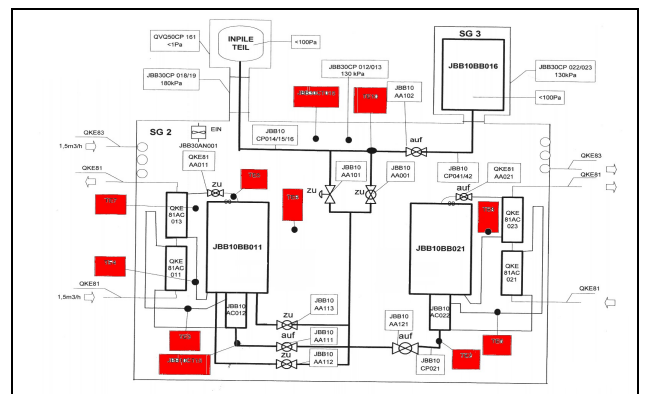 QVQ50CP 161
<1Pa
INPILE
TEIL
<100Pa
SG 3
JBB10BB016
JBB30CP 022/023
130kPa
<100Pa
JBB30CP 018/19
180kPa
JBB30CP 012/013
130 kPa
JBB10
AA102
auf
QKE83
1,5m3/h
SG 2
EIN
JBB30AN001
JBB10
CP014/15/16
QKE81
QKE81
AA011
zu
JBB10
AA101
zu
zu
JBB10
AA001
JBB10
CP041/42
QKE81
AA021
auf
QKE83
QKE81
QKE
81AC
013
QKE
81AC
011
JBB10BB011
JBB10BB021
QKE
81AC
023
QKE
81AC
021
QKE81
1,5m3/h
QKE81
JBB10
AC012
zu
JBB10
AA113
auf
JBB10
AA111
zu
JBB10
AA112
JBB10
AA121
auf
JBB10
CP021
JBB10
AC022